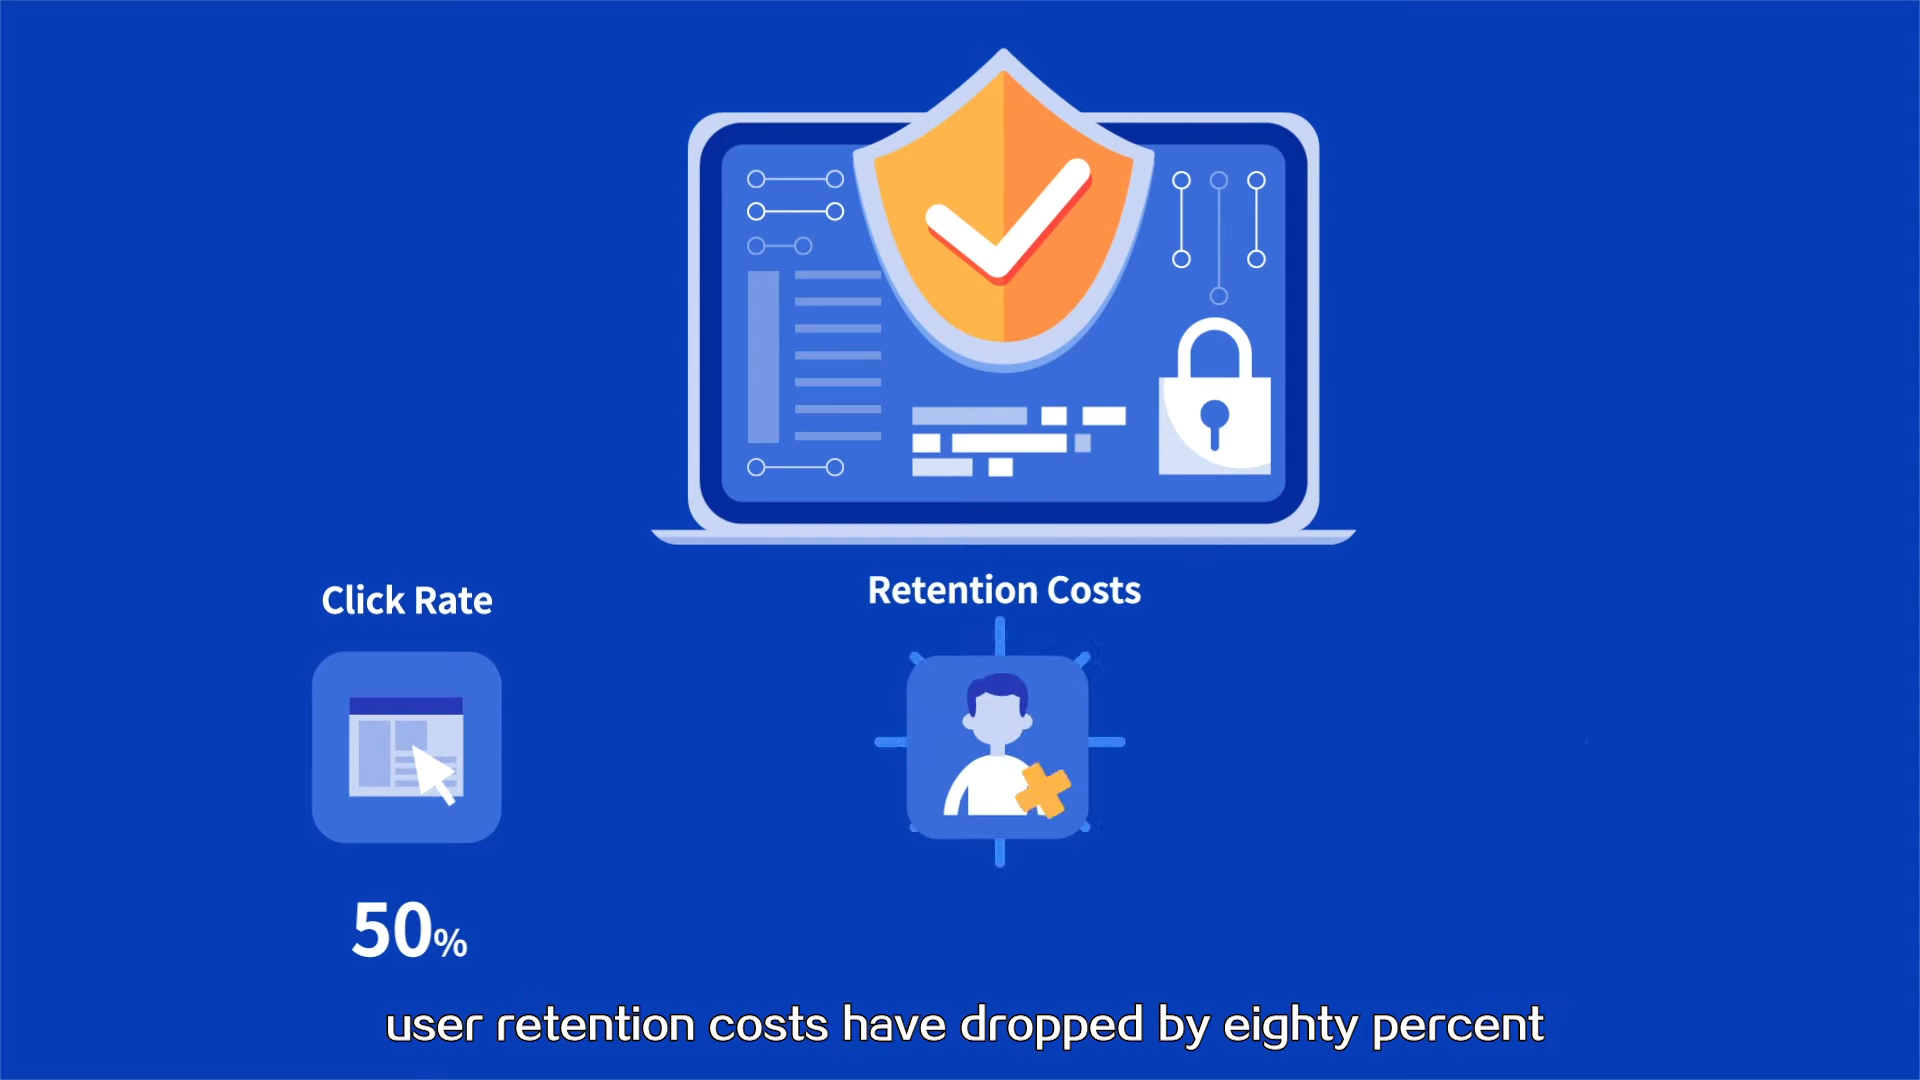 Click Rate
Retention Costs
50%
user retention costs have dropped by eighty percent